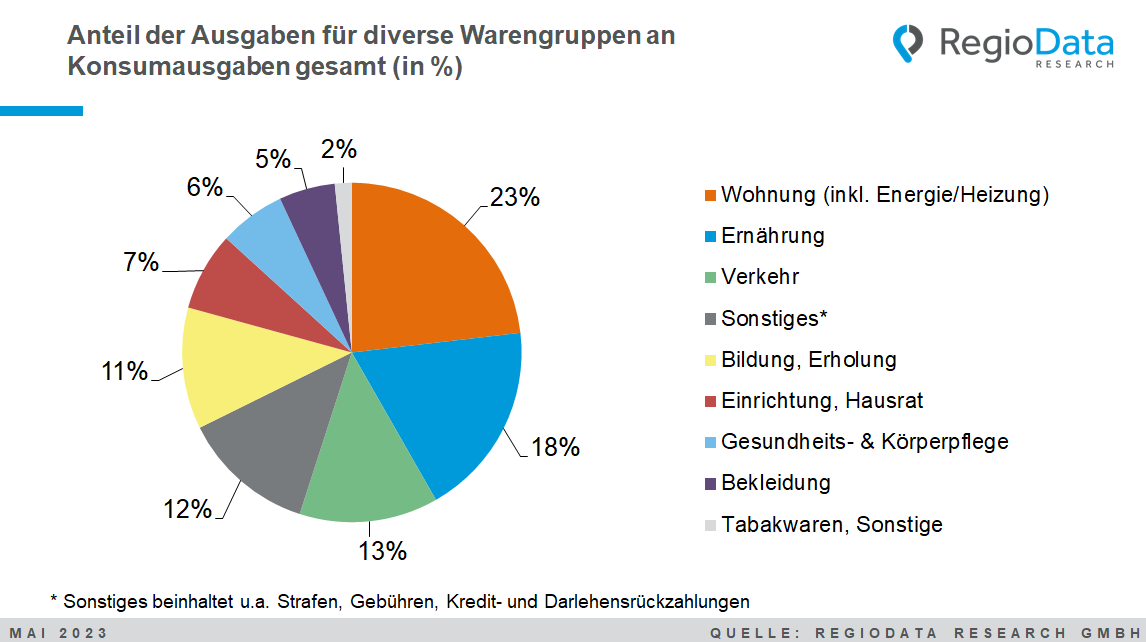 Anteil der Ausgaben für diverse Warengruppen an
Konsumausgaben gesamt (in %)
RegioData
RESEARCH
2%
5%
6%
23%
7%
11%
18%
12%
13%
Wohnung (inkl. Energie/Heizung)
Ernährung
Verkehr
Sonstiges*
Bildung, Erholung
Einrichtung, Hausrat
Gesundheits- & Körperpflege
Bekleidung
Tabakwaren, Sonstige
* Sonstiges beinhaltet u.a. Strafen, Gebühren, Kredit- und Darlehensrückzahlungen
MAI 2023
QUELLE: REGIODATA RESEARCH GMBH